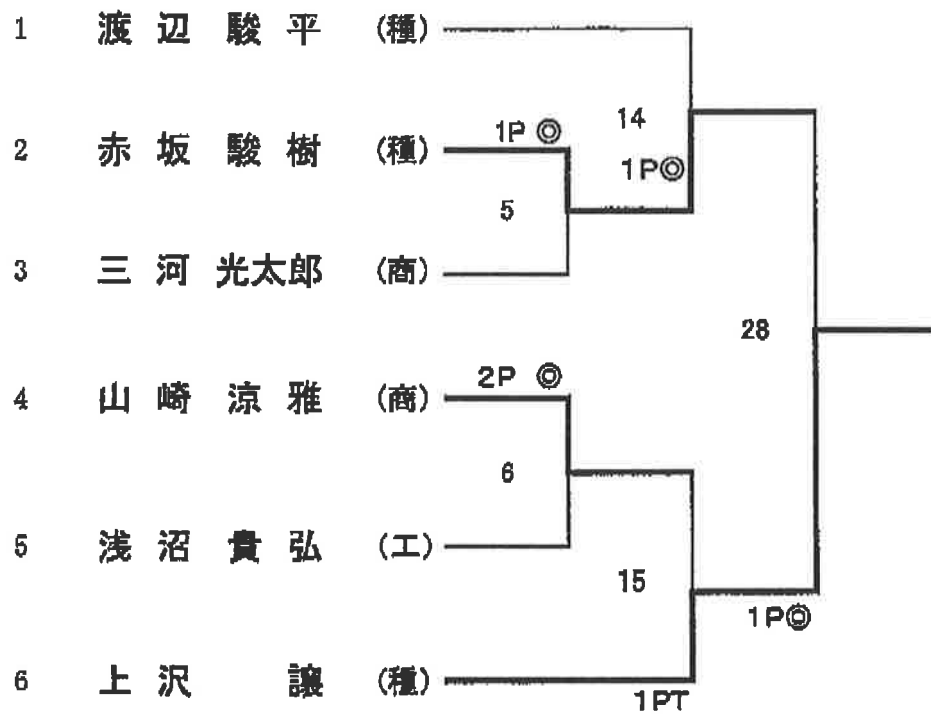 1 渡辺 駿平 (種)
14
1P ◎
2 赤坂 駿樹 (種)
1P◎
5
3 三河 光太郎 (商)
28
2P ◎
4 山崎 涼雅 (商)
6
5 浅沼 貴弘 (工)
15
1P◎
6 上沢 譲 (種)
1PT